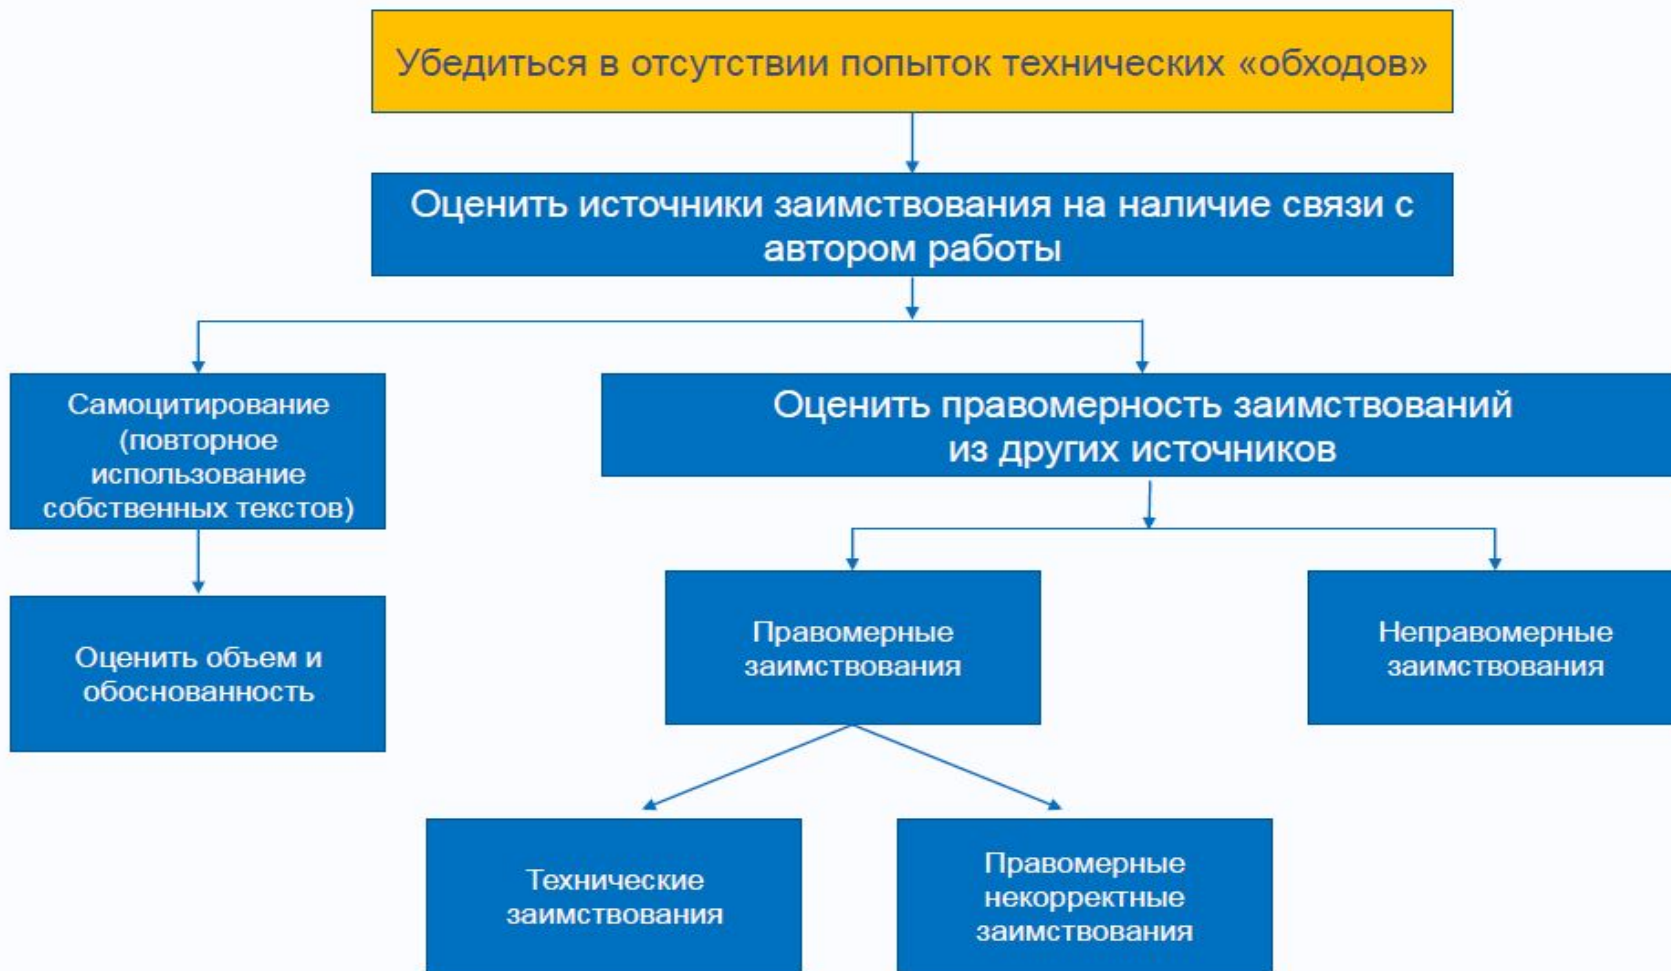 Убедиться в отсутствии попыток технических «обходов»
Оценить источники заимствования на наличие связи с
автором работы
Самоцитирование
(повторное
использование
собственных текстов)
Оценить правомерность заимствований
из других источников
Оценить объем и
обоснованность
Правомерные
заимствования
Неправомерные
заимствования
Технические
заимствования
Правомерные
некорректные
заимствования